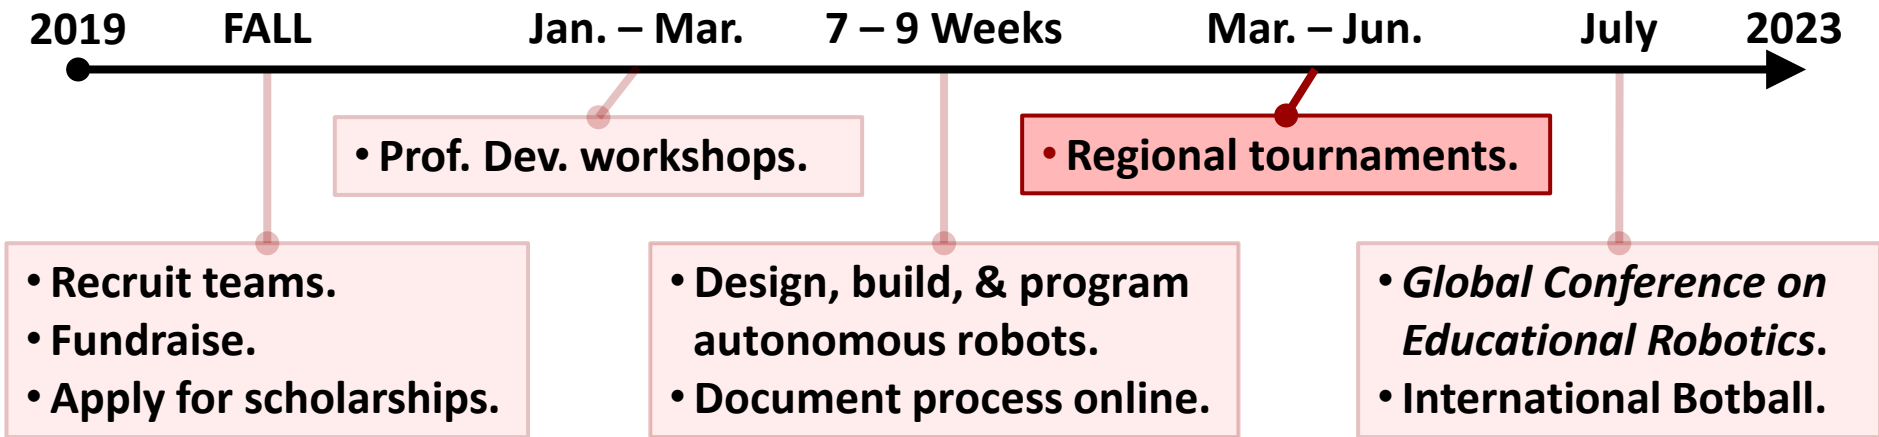 2019 FALL Jan. – Mar. 7 – 9 Weeks Mar. – Jun. July 2023
• Prof. Dev. workshops.
• Regional tournaments.
• Recruit teams.
• Fundraise.
• Apply for scholarships.
• Design, build, & program
autonomous robots.
• Document process online.
• Global Conference on
Educational Robotics.
• International Botball.